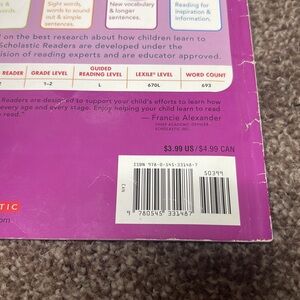 Sight words,
words to sound
out & simple
sentences.
New vocabulary
& longer
sentences.
Reading for
inspiration &
information.
on the best research about how children learn to
Scholastic Readers are developed under the
vision of reading experts and are educator approved.
READER GRADE LEVEL GUIDED READING LEVEL LEXILE LEVEL WORD COUNT
1–2 L 670L 693
Readers are designed to support your child's efforts to learn how
every age and every stage. Enjoy helping your child learn to read
read."
— Francie Alexander
CHIEF ACADEMIC OFFICER,
SCHOLASTIC INC.
$3.99 US/$4.99 CAN
ISBN 978-0-545-33148-7
50399
EAN
9 780545 331487
STIC
.com